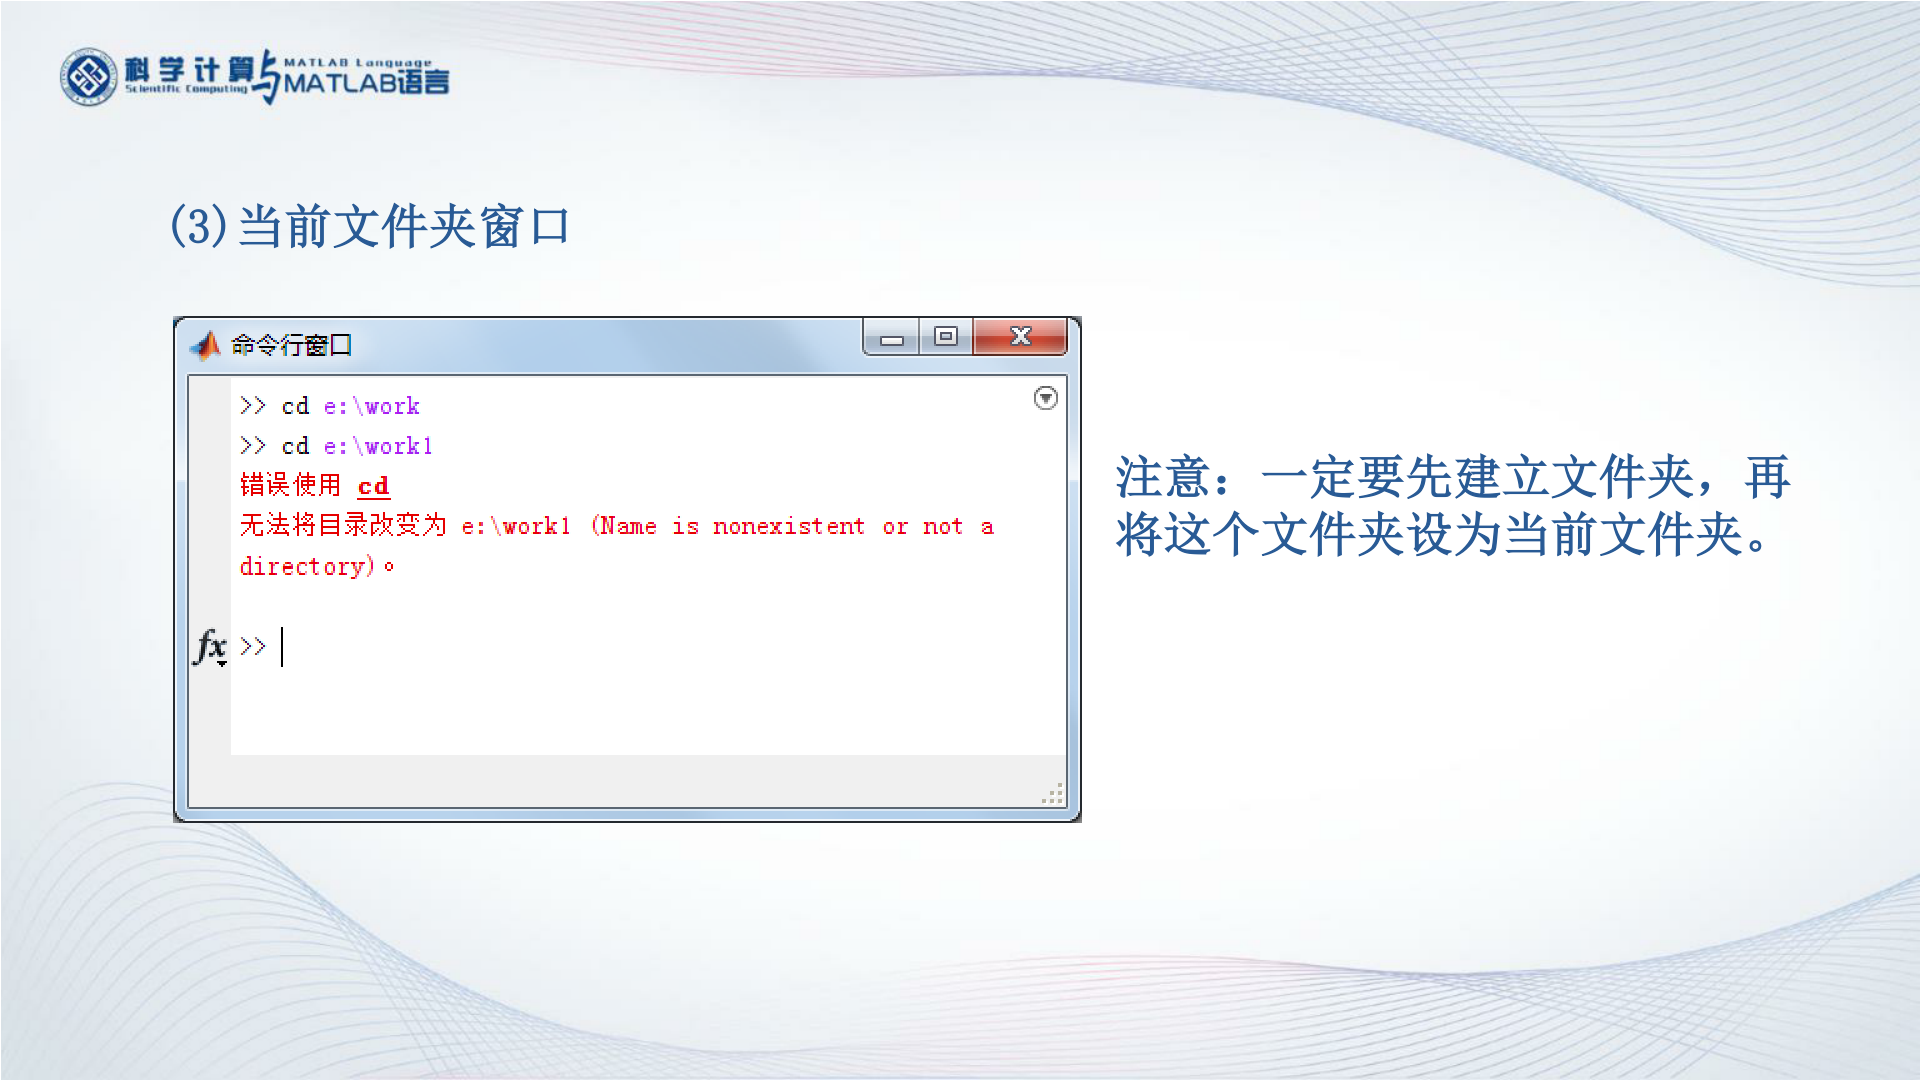 科学计算与MATLAB语言
Scientific Computing
MATLAB Language
(3)当前文件夹窗口
命令行窗口
>> cd e:\work
>> cd e:\work1
错误使用 cd
无法将目录改变为 e:\work1 (Name is nonexistent or not a
directory)。
fx >>
注意：一定要先建立文件夹，再
将这个文件夹设为当前文件夹。